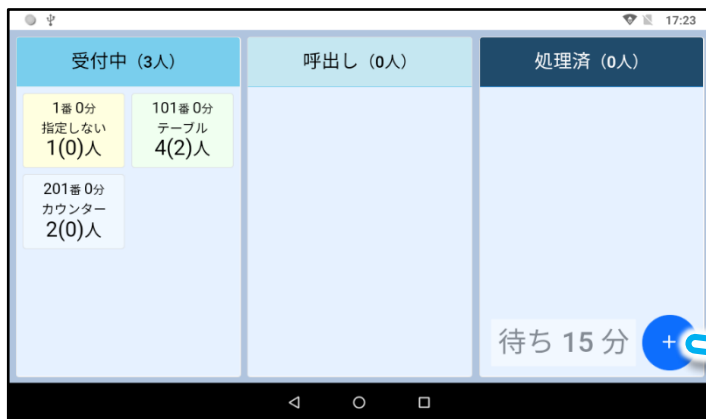 17:23
受付中（3人）
呼出し（0人）
処理済（0人）
1番 0分
指定しない
1(0)人
101番 0分
テーブル
4(2)人
201番 0分
カウンター
2(0)人
待ち 15 分
+